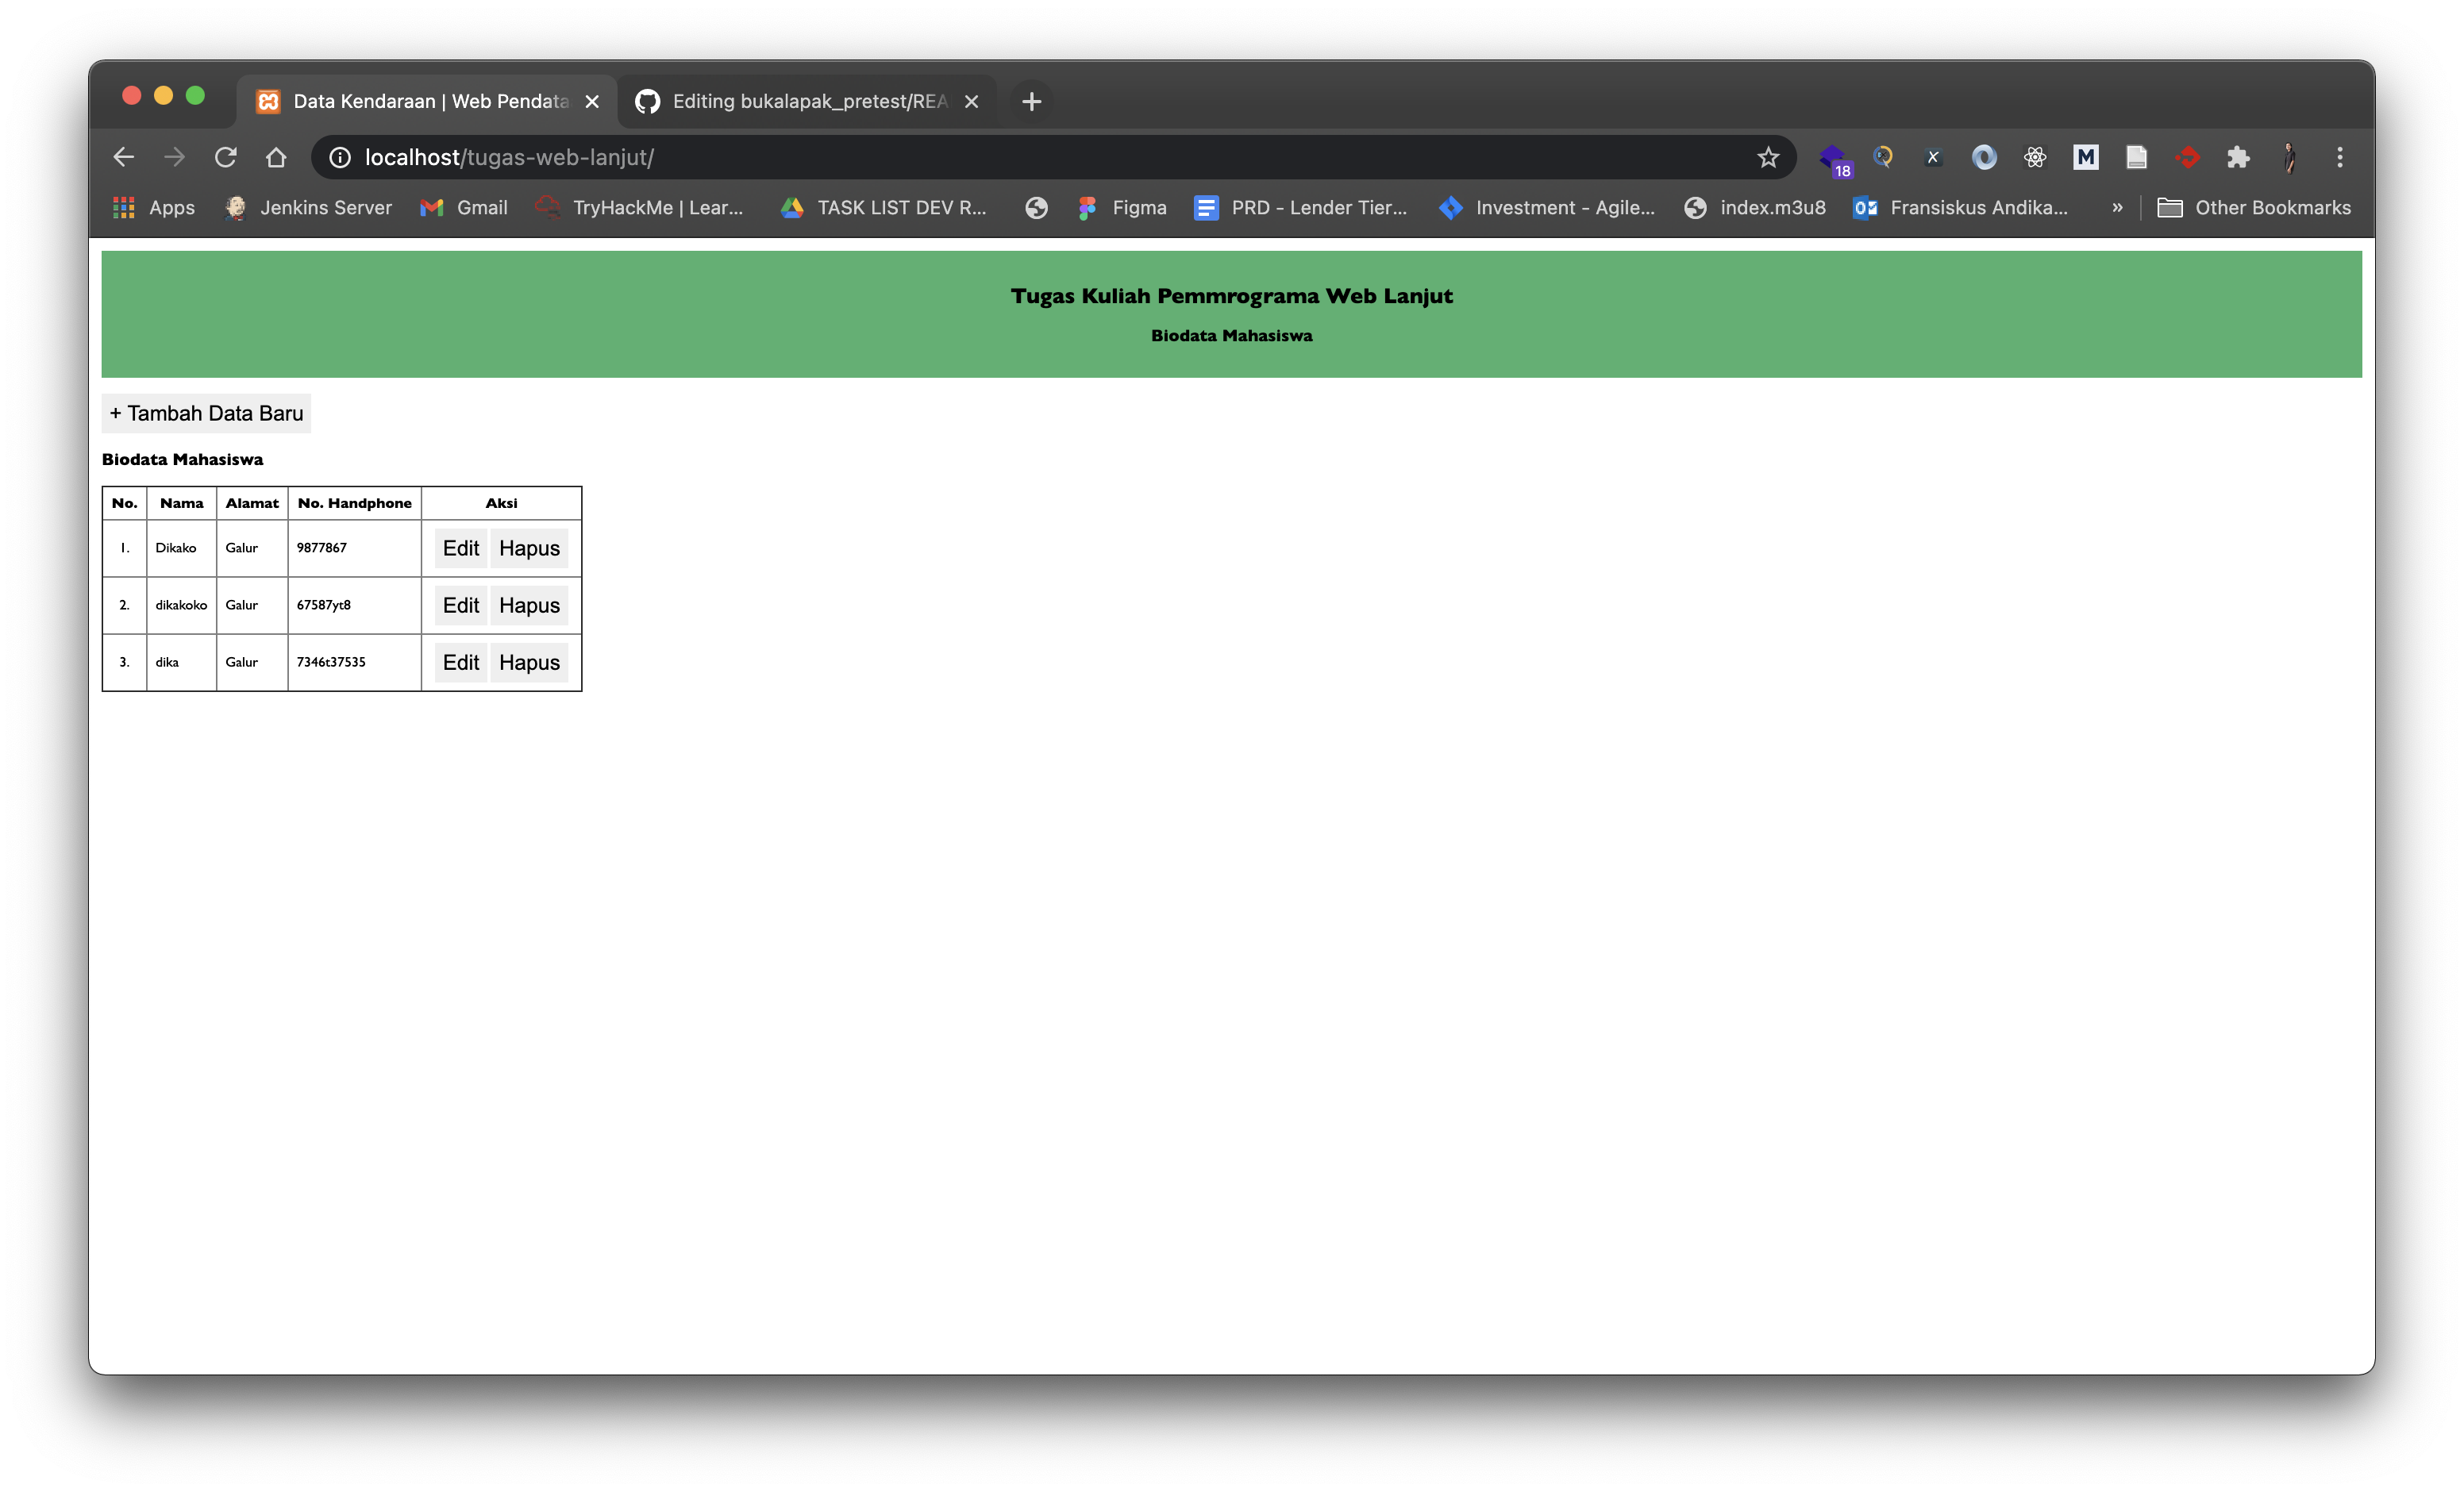 Data Kendaraan | Web Pendata
Editing bukalapak_pretest/REA
localhost/tugas-web-lanjut/
18
X
M
Apps
Jenkins Server
Gmail
TryHackMe | Lear...
TASK LIST DEV R...
Figma
PRD - Lender Tier...
Investment - Agile...
index.m3u8
Fransiskus Andika...
»
Other Bookmarks
Tugas Kuliah Pemmrograma Web Lanjut
Biodata Mahasiswa
+ Tambah Data Baru
Biodata Mahasiswa
No. Nama Alamat No. Handphone Aksi
1. Dikako Galur 9877867 Edit Hapus
2. dikakoko Galur 67587yt8 Edit Hapus
3. dika Galur 7346t37535 Edit Hapus